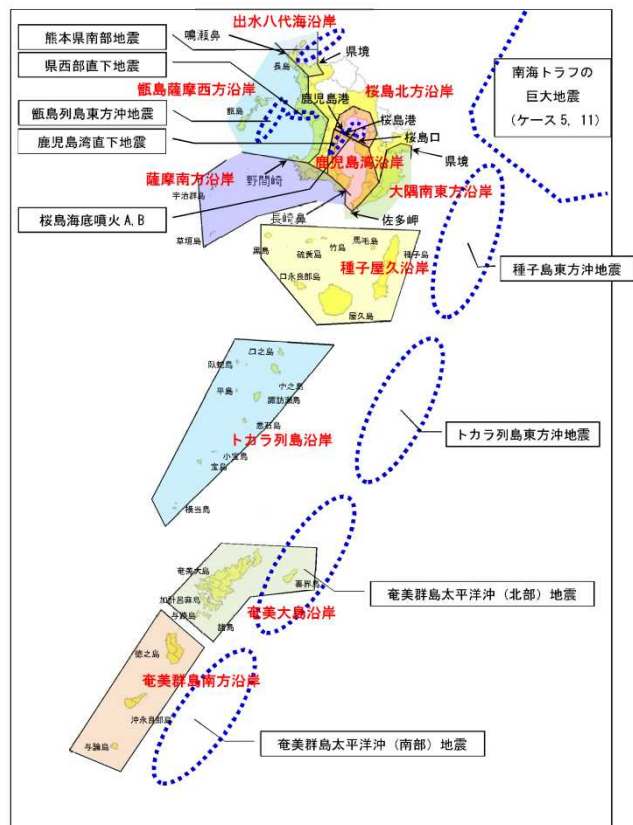 出水八代海沿岸
熊本県南部地震
鳴瀬鼻
県境
県西部直下地震
長島
南海トラフの
巨大地震
(ケース5, 11)
甑島薩摩西方沿岸
桜島北方沿岸
鹿児島港
甑島列島東方沖地震
甑島
桜島港
桜島口
鹿児島湾直下地震
県境
鹿児島湾沿岸
薩摩南方沿岸
野間崎
大隅南東方沿岸
宇治群島
桜島海底噴火A, B
長崎鼻
佐多岬
草垣島
黒島
硫黄島
竹島
馬毛島
種子島
種子屋久沿岸
種子島東方沖地震
口永良部島
屋久島
口之島
臥蛇島
中之島
平島
諏訪瀬島
悪石島
トカラ列島沿岸
トカラ列島東方沖地震
小宝島
宝島
横当島
奄美大島
喜界島
奄美群島太平洋沖(北部)地震
加計呂麻島
与路島
奄美大島沿岸
請島
徳之島
奄美群島南方沿岸
沖永良部島
与論島
奄美群島太平洋沖(南部)地震